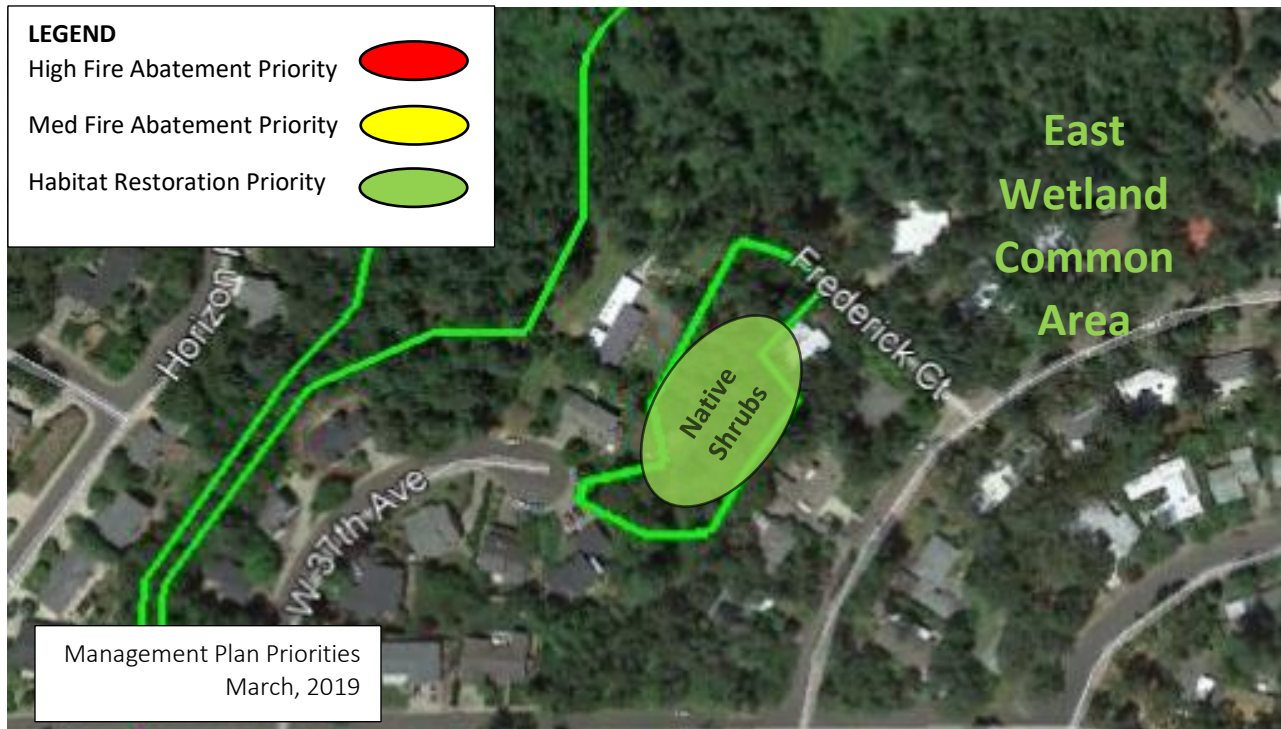 LEGEND
High Fire Abatement Priority
Med Fire Abatement Priority
Habitat Restoration Priority
East
Wetland
Common
Area
Horizon
Frederick Ct
Native
Shrubs
W 37th Ave
Management Plan Priorities
March, 2019